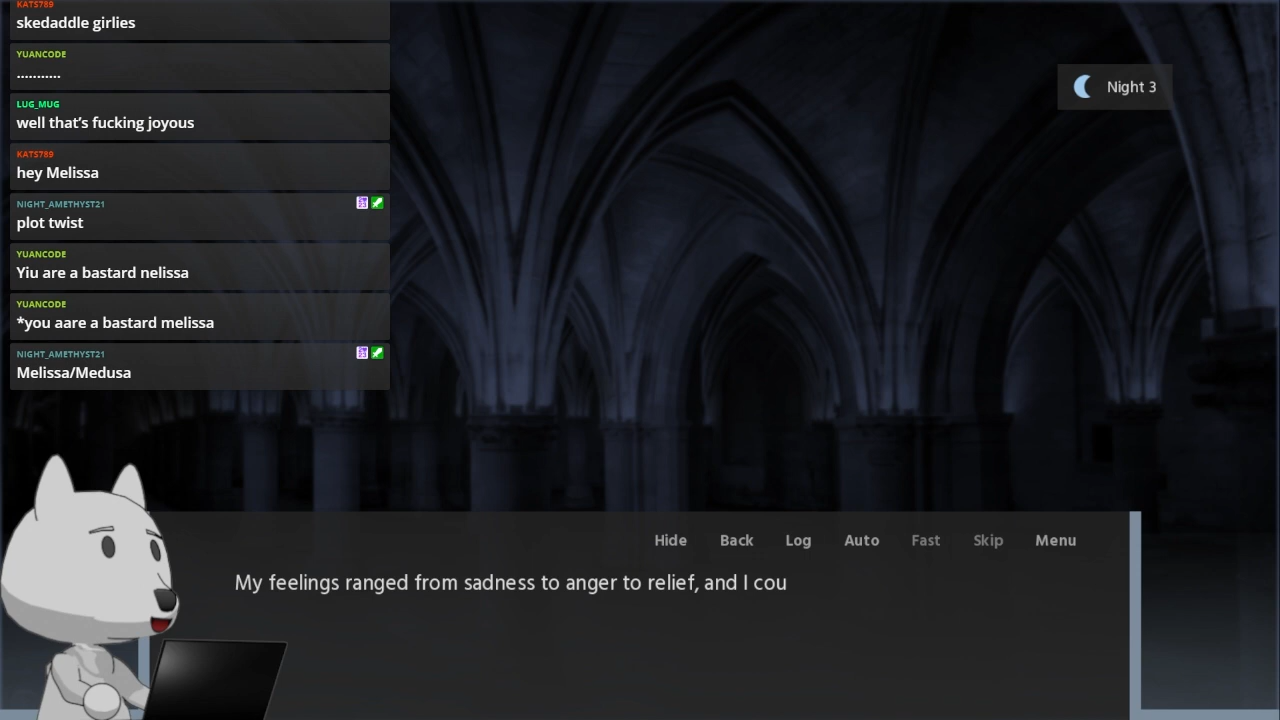 KATS789
skedaddle girlies
YUANCODE
...........
LUG_MUG
well that's fucking joyous
KATS789
hey Melissa
NIGHT_AMETHYST21
plot twist
YUANCODE
Yiu are a bastard nelissa
YUANCODE
*you aare a bastard melissa
NIGHT_AMETHYST21
Melissa/Medusa
Night 3
Hide Back Log Auto Fast Skip Menu
My feelings ranged from sadness to anger to relief, and I cou